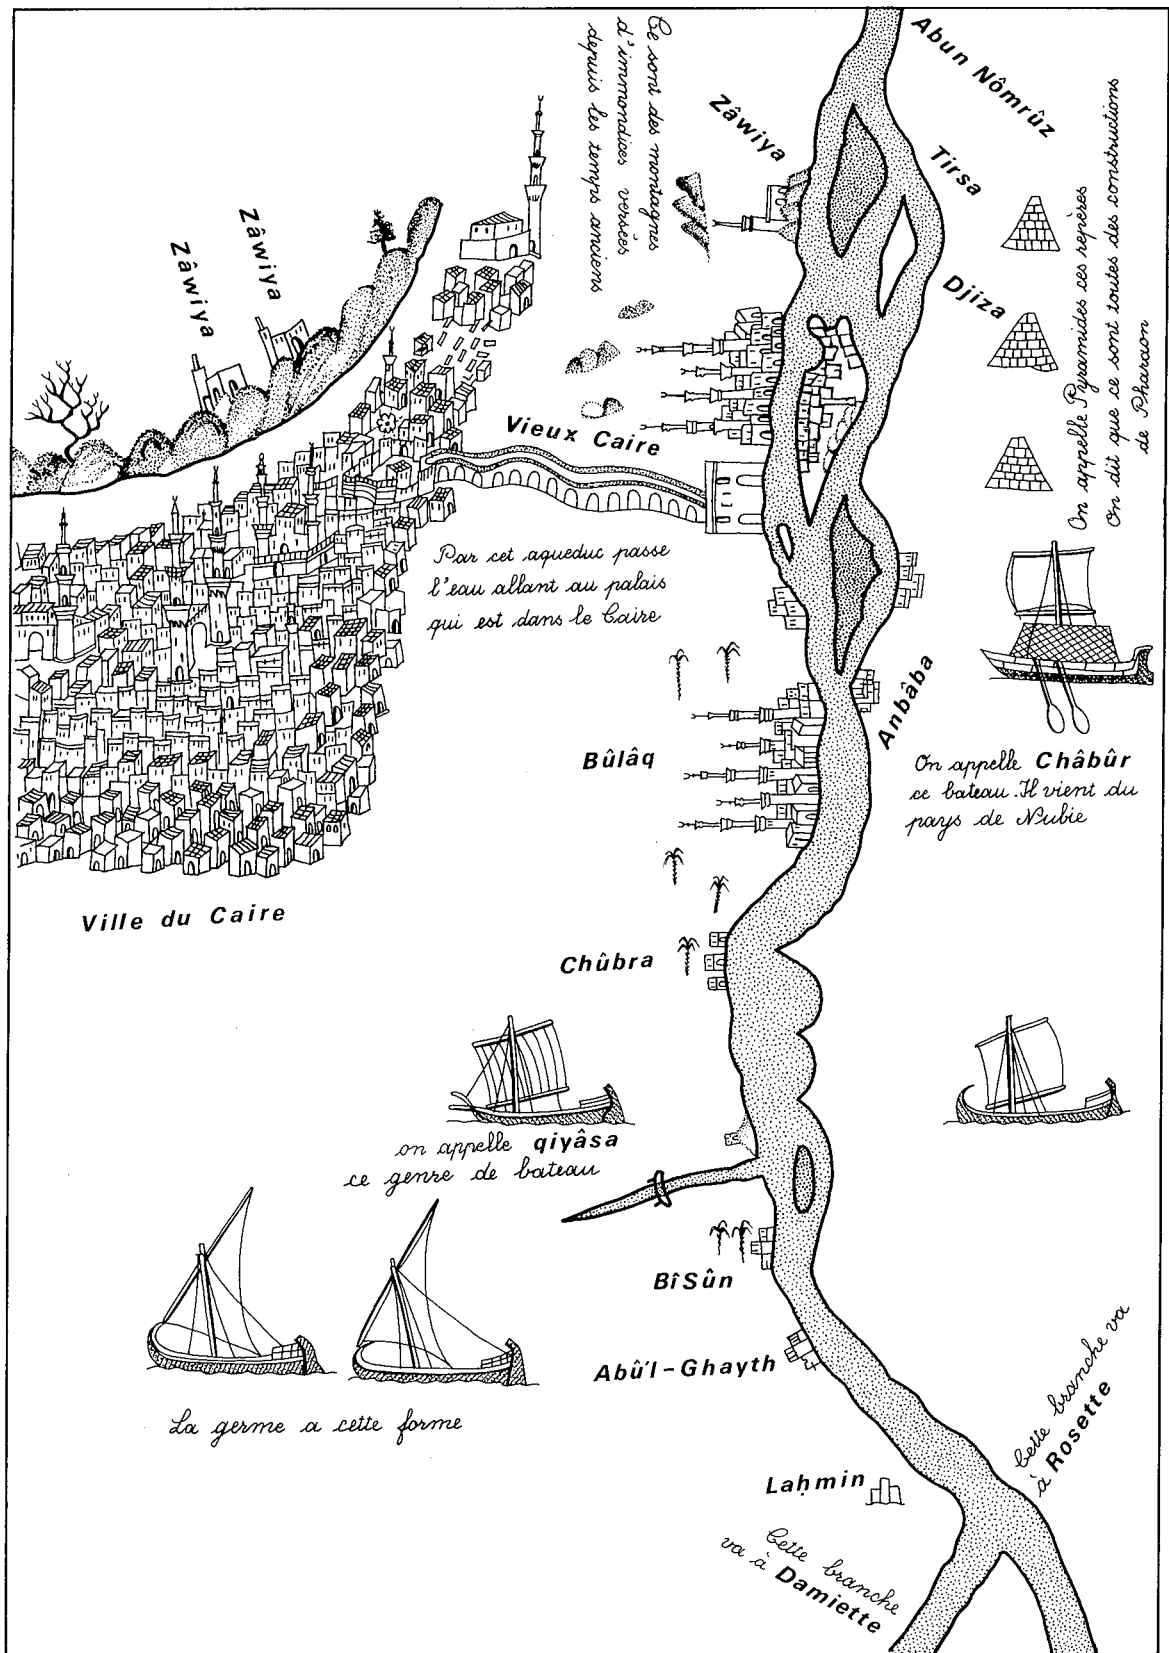 Abun Nômrûz
Ce sont des montagnes
d'immondices versées
depuis les temps anciens
Zâwiya
Tirsa
Zâwiya
Zâwiya
Djiza
On appelle Pyramides ces repères
On dit que ce sont toutes des constructions
de Pharaon
Vieux Caire
Par cet aqueduc passe
l'eau allant au palais
qui est dans le Caire
Anbâba
Bûlâq
On appelle Châbûr
ce bateau. Il vient du
pays de Nubie
Ville du Caire
Chûbra
on appelle qiyâsa
ce genre de bateau
BîSûn
Abû'l-Ghayth
La germe a cette forme
Cette branche va
à Rosette
Laḥmin
Cette branche
va à Damiette